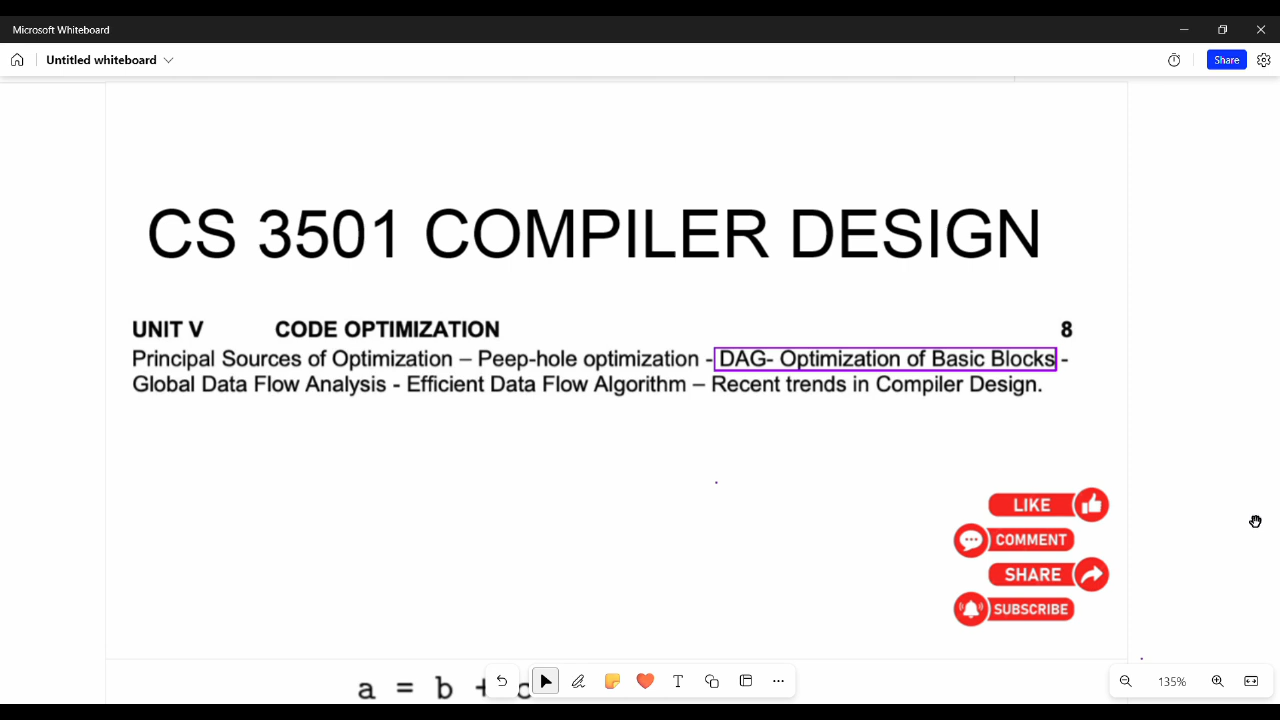 Microsoft Whiteboard
Untitled whiteboard
Share
CS 3501 COMPILER DESIGN
UNIT V CODE OPTIMIZATION 8
Principal Sources of Optimization – Peep-hole optimization - DAG- Optimization of Basic Blocks -
Global Data Flow Analysis - Efficient Data Flow Algorithm – Recent trends in Compiler Design.
LIKE
COMMENT
SHARE
SUBSCRIBE
a = b + c
135%